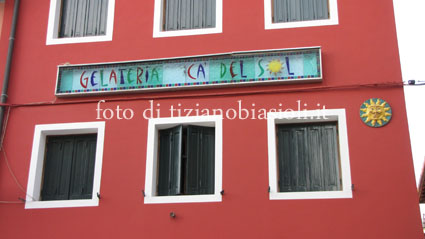 GELATERIA CA' DEL SOL
foto di tizianobiasioli.it